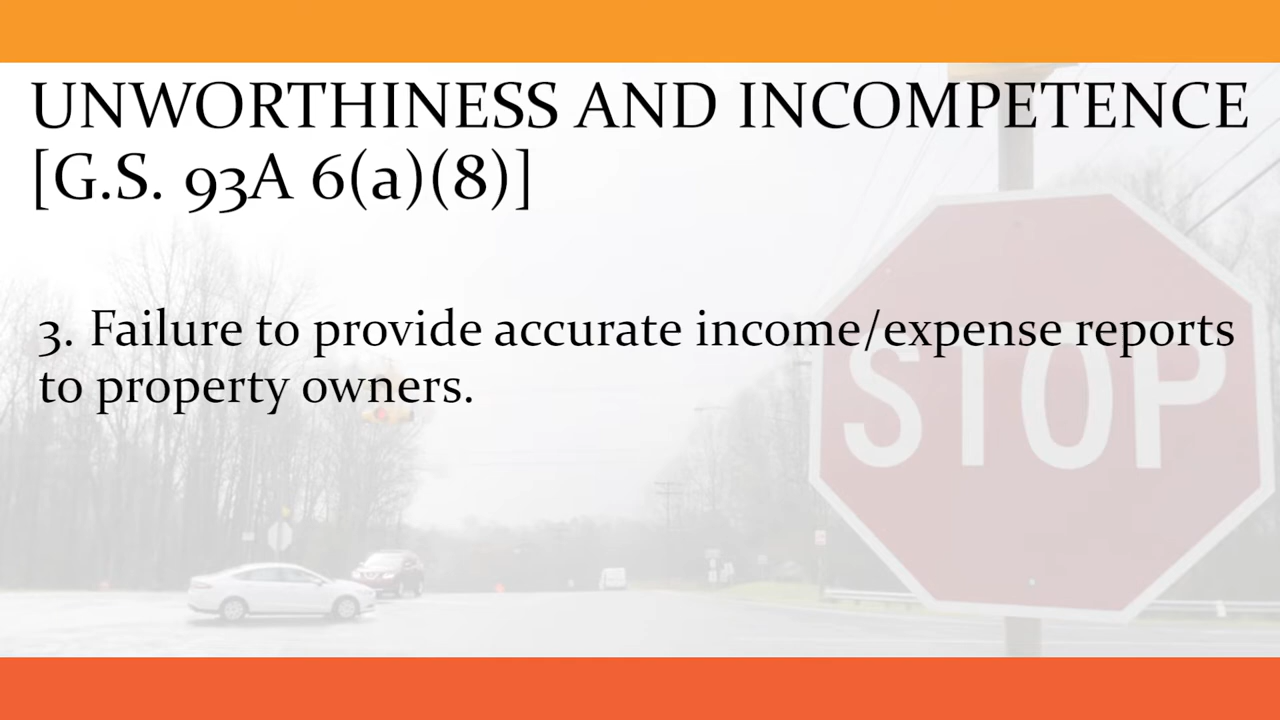 UNWORTHINESS AND INCOMPETENCE
[G.S. 93A 6(a)(8)]
3. Failure to provide accurate income/expense reports
to property owners.
STOP